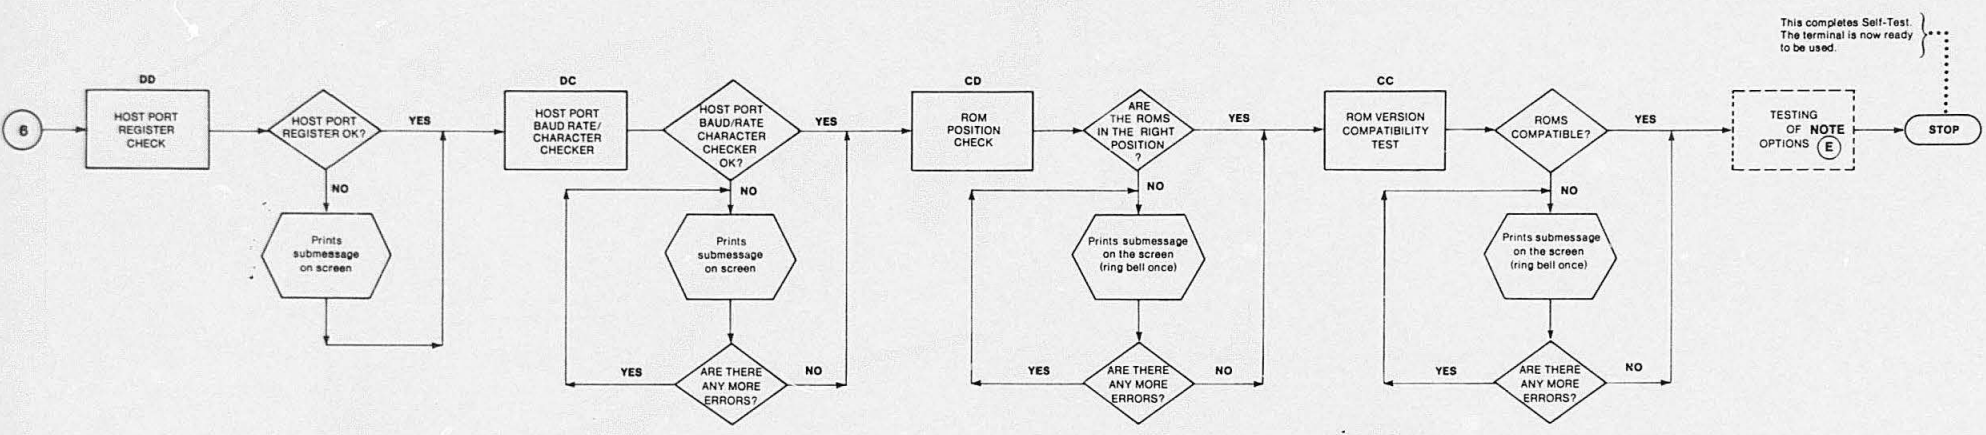 This completes Self-Test.
The terminal is now ready
to be used.
6
DD
HOST PORT
REGISTER
CHECK
HOST PORT
REGISTER OK?
YES
NO
Prints
submessage
on screen
DC
HOST PORT
BAUD RATE/
CHARACTER
CHECKER
HOST PORT
BAUD/RATE
CHARACTER
CHECKER
OK?
YES
NO
Prints
submessage
on screen
ARE THERE
ANY MORE
ERRORS?
YES
NO
CD
ROM
POSITION
CHECK
ARE
THE ROMS
IN THE RIGHT
POSITION
?
YES
NO
Prints submessage
on the screen
(ring bell once)
ARE THERE
ANY MORE
ERRORS?
YES
NO
CC
ROM VERSION
COMPATIBILITY
TEST
ROMS
COMPATIBLE?
YES
NO
Prints submessage
on the screen
(ring bell once)
ARE THERE
ANY MORE
ERRORS?
YES
NO
TESTING
OF NOTE
OPTIONS E
STOP